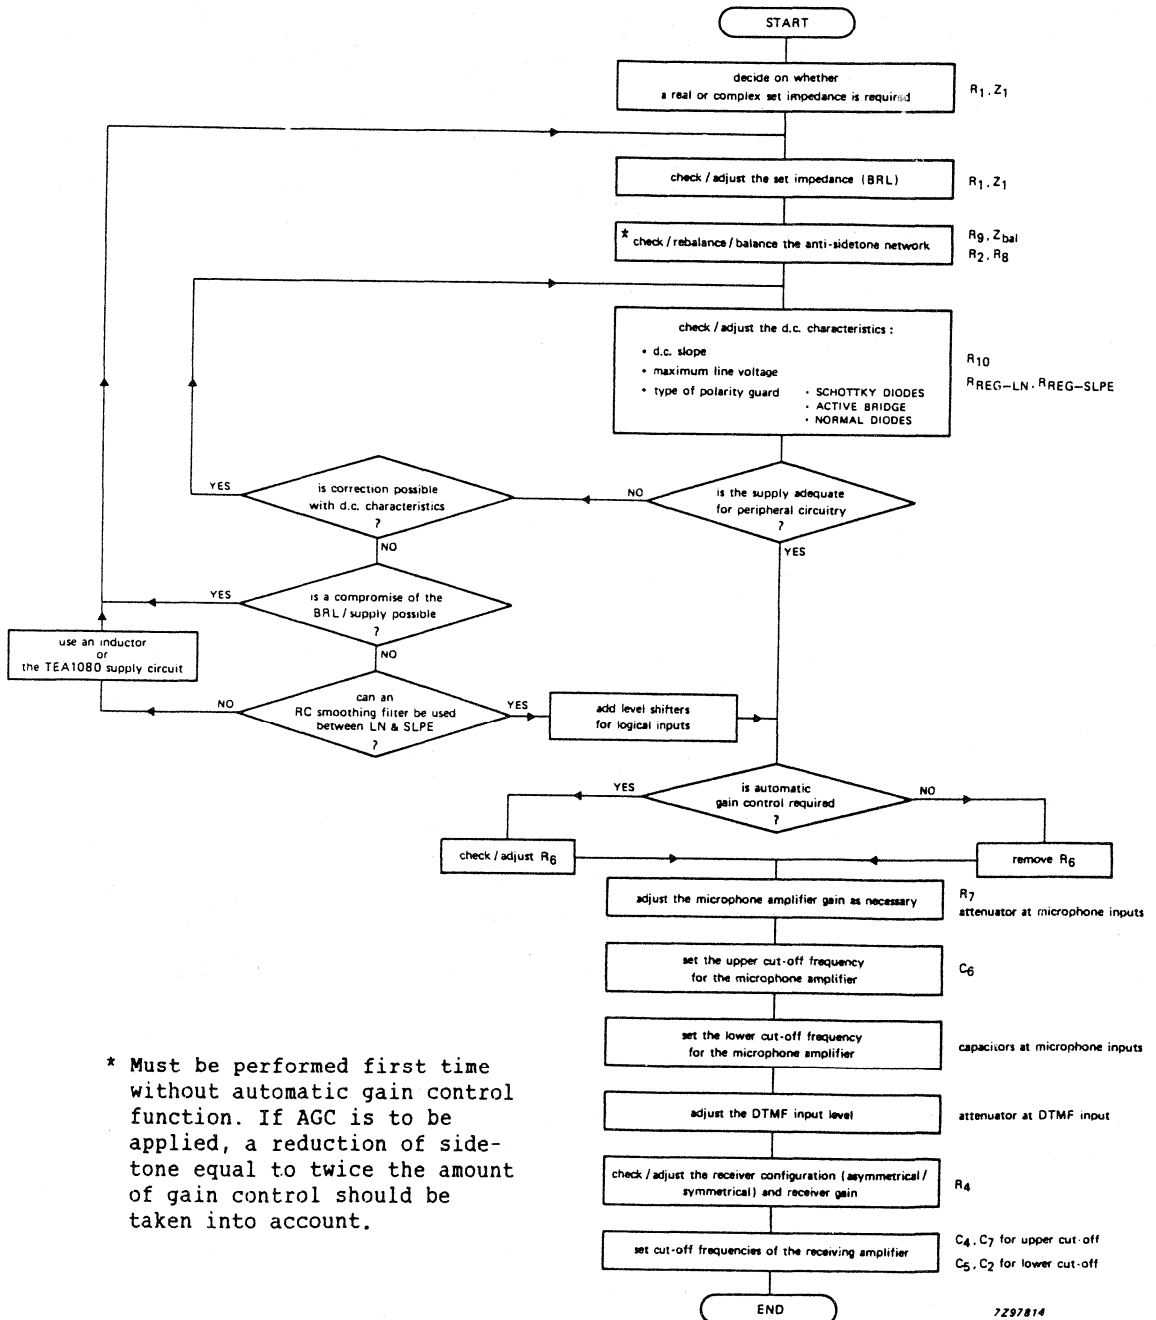 START
decide on whether
a real or complex set impedance is required
R1, Z1
check / adjust the set impedance (BRL)
R1, Z1
* check / rebalance / balance the anti-sidetone network
R9, Zbal
R2, R8
check / adjust the d.c. characteristics :
• d.c. slope
• maximum line voltage
• type of polarity guard
• SCHOTTKY DIODES
• ACTIVE BRIDGE
• NORMAL DIODES
R10
RREG–LN, RREG–SLPE
is the supply adequate
for peripheral circuitry
?
NO
YES
is correction possible
with d.c. characteristics
?
YES
NO
is a compromise of the
BRL / supply possible
?
YES
NO
use an inductor
or
the TEA1080 supply circuit
can an
RC smoothing filter be used
between LN & SLPE
?
NO
YES
add level shifters
for logical inputs
is automatic
gain control required
?
YES
NO
check / adjust R6
remove R6
adjust the microphone amplifier gain as necessary
R7
attenuator at microphone inputs
set the upper cut-off frequency
for the microphone amplifier
C6
set the lower cut-off frequency
for the microphone amplifier
capacitors at microphone inputs
adjust the DTMF input level
attenuator at DTMF input
check / adjust the receiver configuration (asymmetrical /
symmetrical) and receiver gain
R4
set cut-off frequencies of the receiving amplifier
C4, C7 for upper cut-off
C5, C2 for lower cut-off
END
* Must be performed first time
without automatic gain control
function. If AGC is to be
applied, a reduction of side-
tone equal to twice the amount
of gain control should be
taken into account.
7Z97814